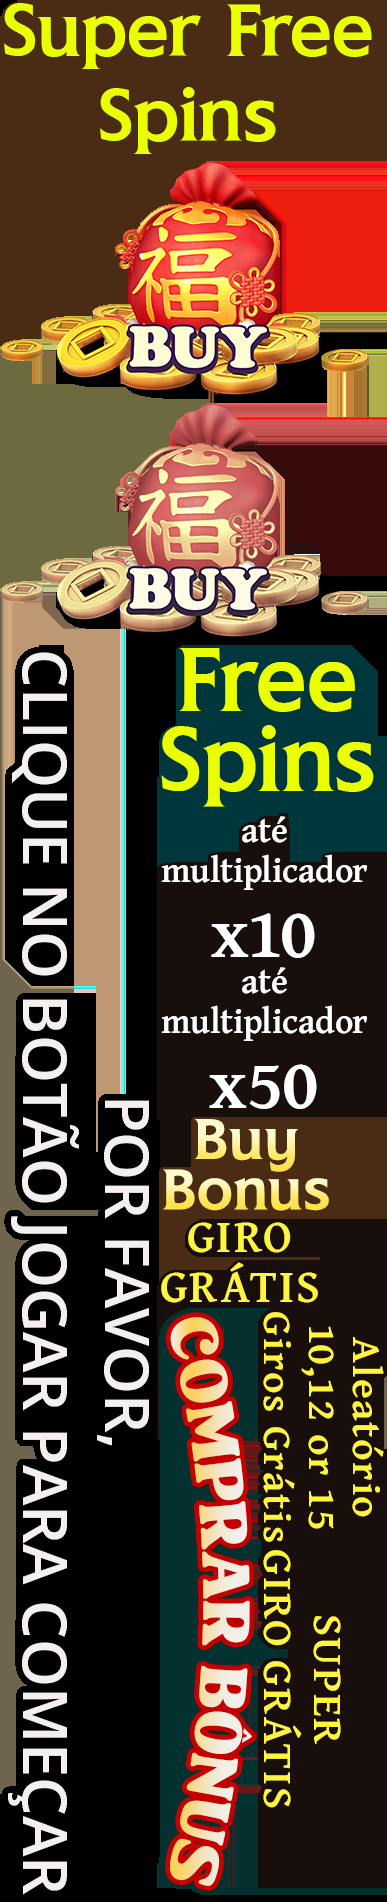 Super Free
Spins
福
BUY
福
BUY
Free
Spins
até
multiplicador
x10
até
multiplicador
x50
Buy
Bonus
GIRO
GRÁTIS
POR FAVOR,
CLIQUE NO BOTÃO JOGAR PARA COMEÇAR
COMPRAR BÔNUS
Aleatório
10,12 or 15
Giros Grátis
SUPER
GIRO GRÁTIS